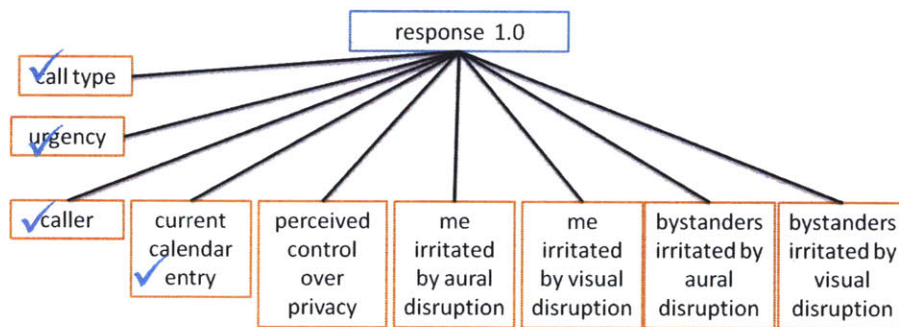 response 1.0
call type
urgency
caller
current
calendar
entry
perceived
control
over
privacy
me
irritated
by aural
disruption
me
irritated
by visual
disruption
bystanders
irritated by
aural
disruption
bystanders
irritated by
visual
disruption